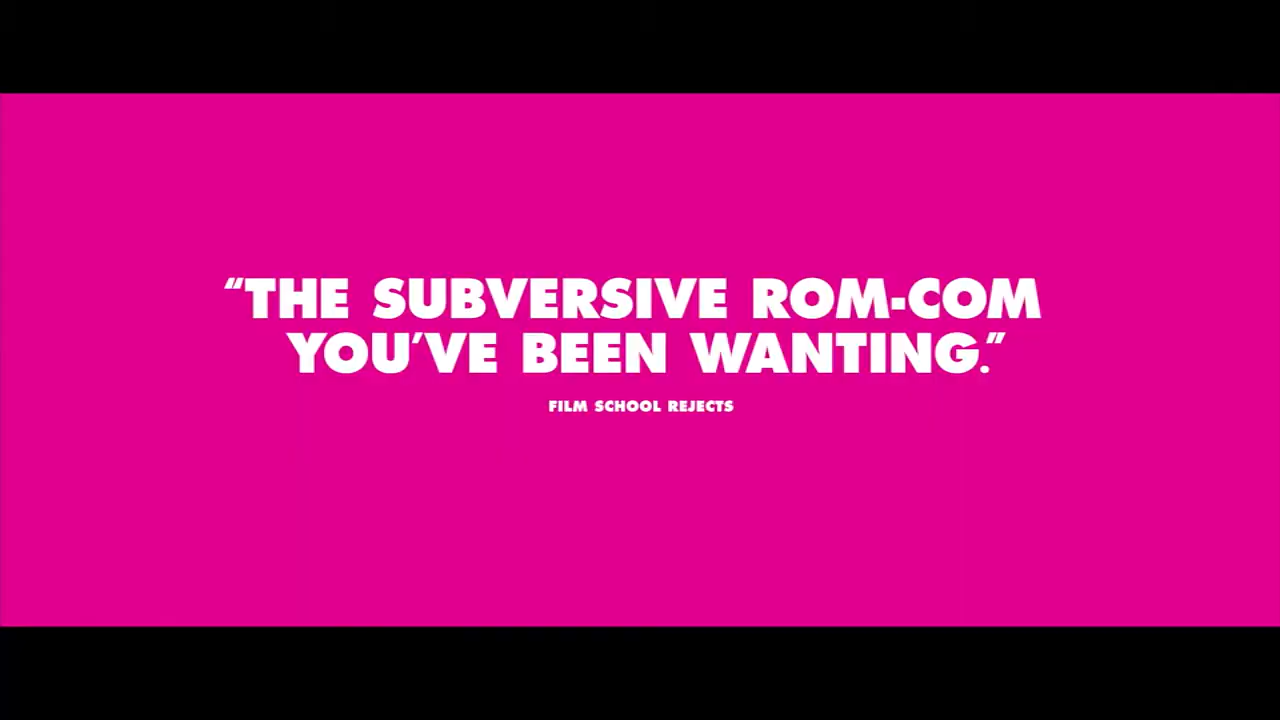 “THE SUBVERSIVE ROM-COM
YOU’VE BEEN WANTING.”
FILM SCHOOL REJECTS